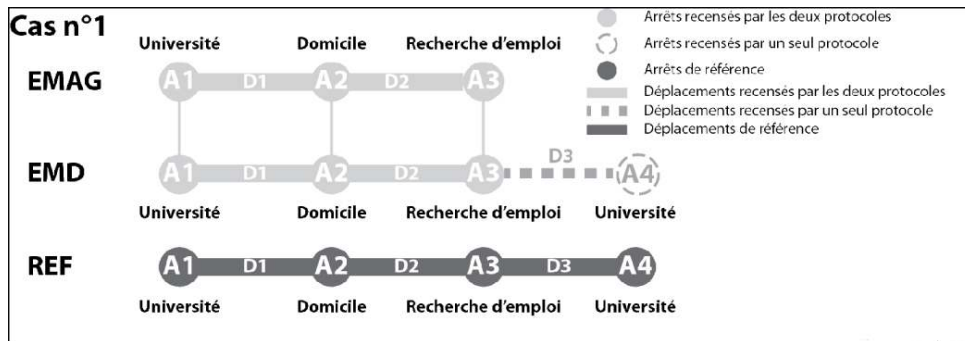 Cas n°1
Université Domicile Recherche d'emploi
EMAG A1 D1 A2 D2 A3
Arrêts recensés par les deux protocoles
Arrêts recensés par un seul protocole
Arrêts de référence
Déplacements recensés par les deux protocoles
Déplacements recensés par un seul protocole
Déplacements de référence
EMD A1 D1 A2 D2 A3 D3 A4
Université Domicile Recherche d'emploi Université
REF A1 D1 A2 D2 A3 D3 A4
Université Domicile Recherche d'emploi Université